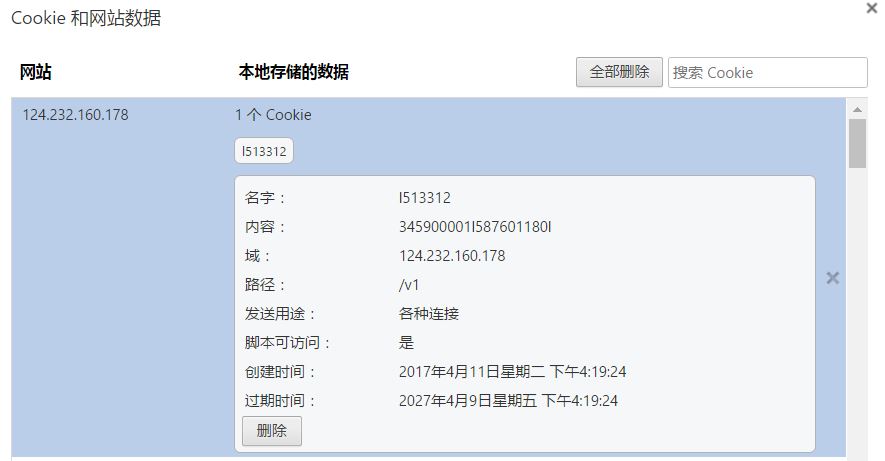 Cookie 和网站数据
网站 本地存储的数据 全部删除 搜索 Cookie
124.232.160.178 1 个 Cookie
l513312
名字： l513312
内容： 345900001l587601180l
域： 124.232.160.178
路径： /v1
发送用途： 各种连接
脚本可访问： 是
创建时间： 2017年4月11日星期二 下午4:19:24
过期时间： 2027年4月9日星期五 下午4:19:24
删除